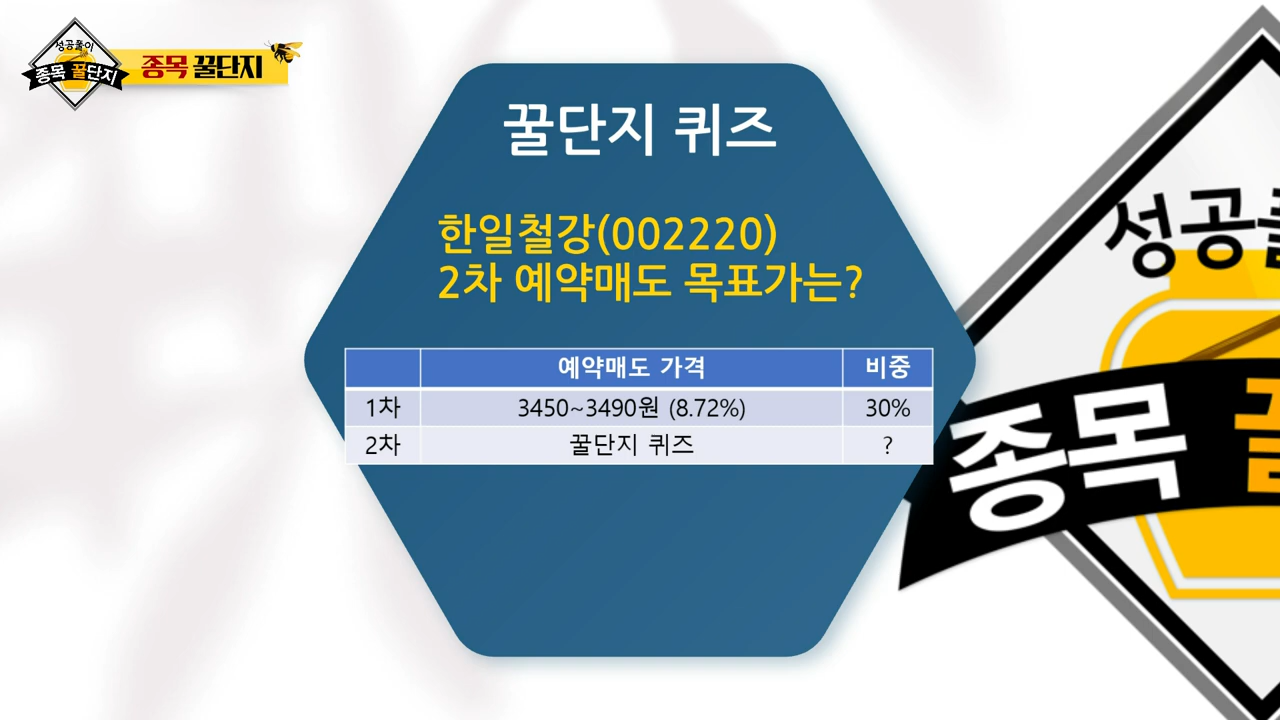 성공풀이
종목 꿀단지
종목 꿀단지
꿀단지 퀴즈
한일철강(002220)
2차 예약매도 목표가는?
예약매도 가격 비중
1차 3450~3490원 (8.72%) 30%
2차 꿀단지 퀴즈 ?
성공풀
종목 꿀